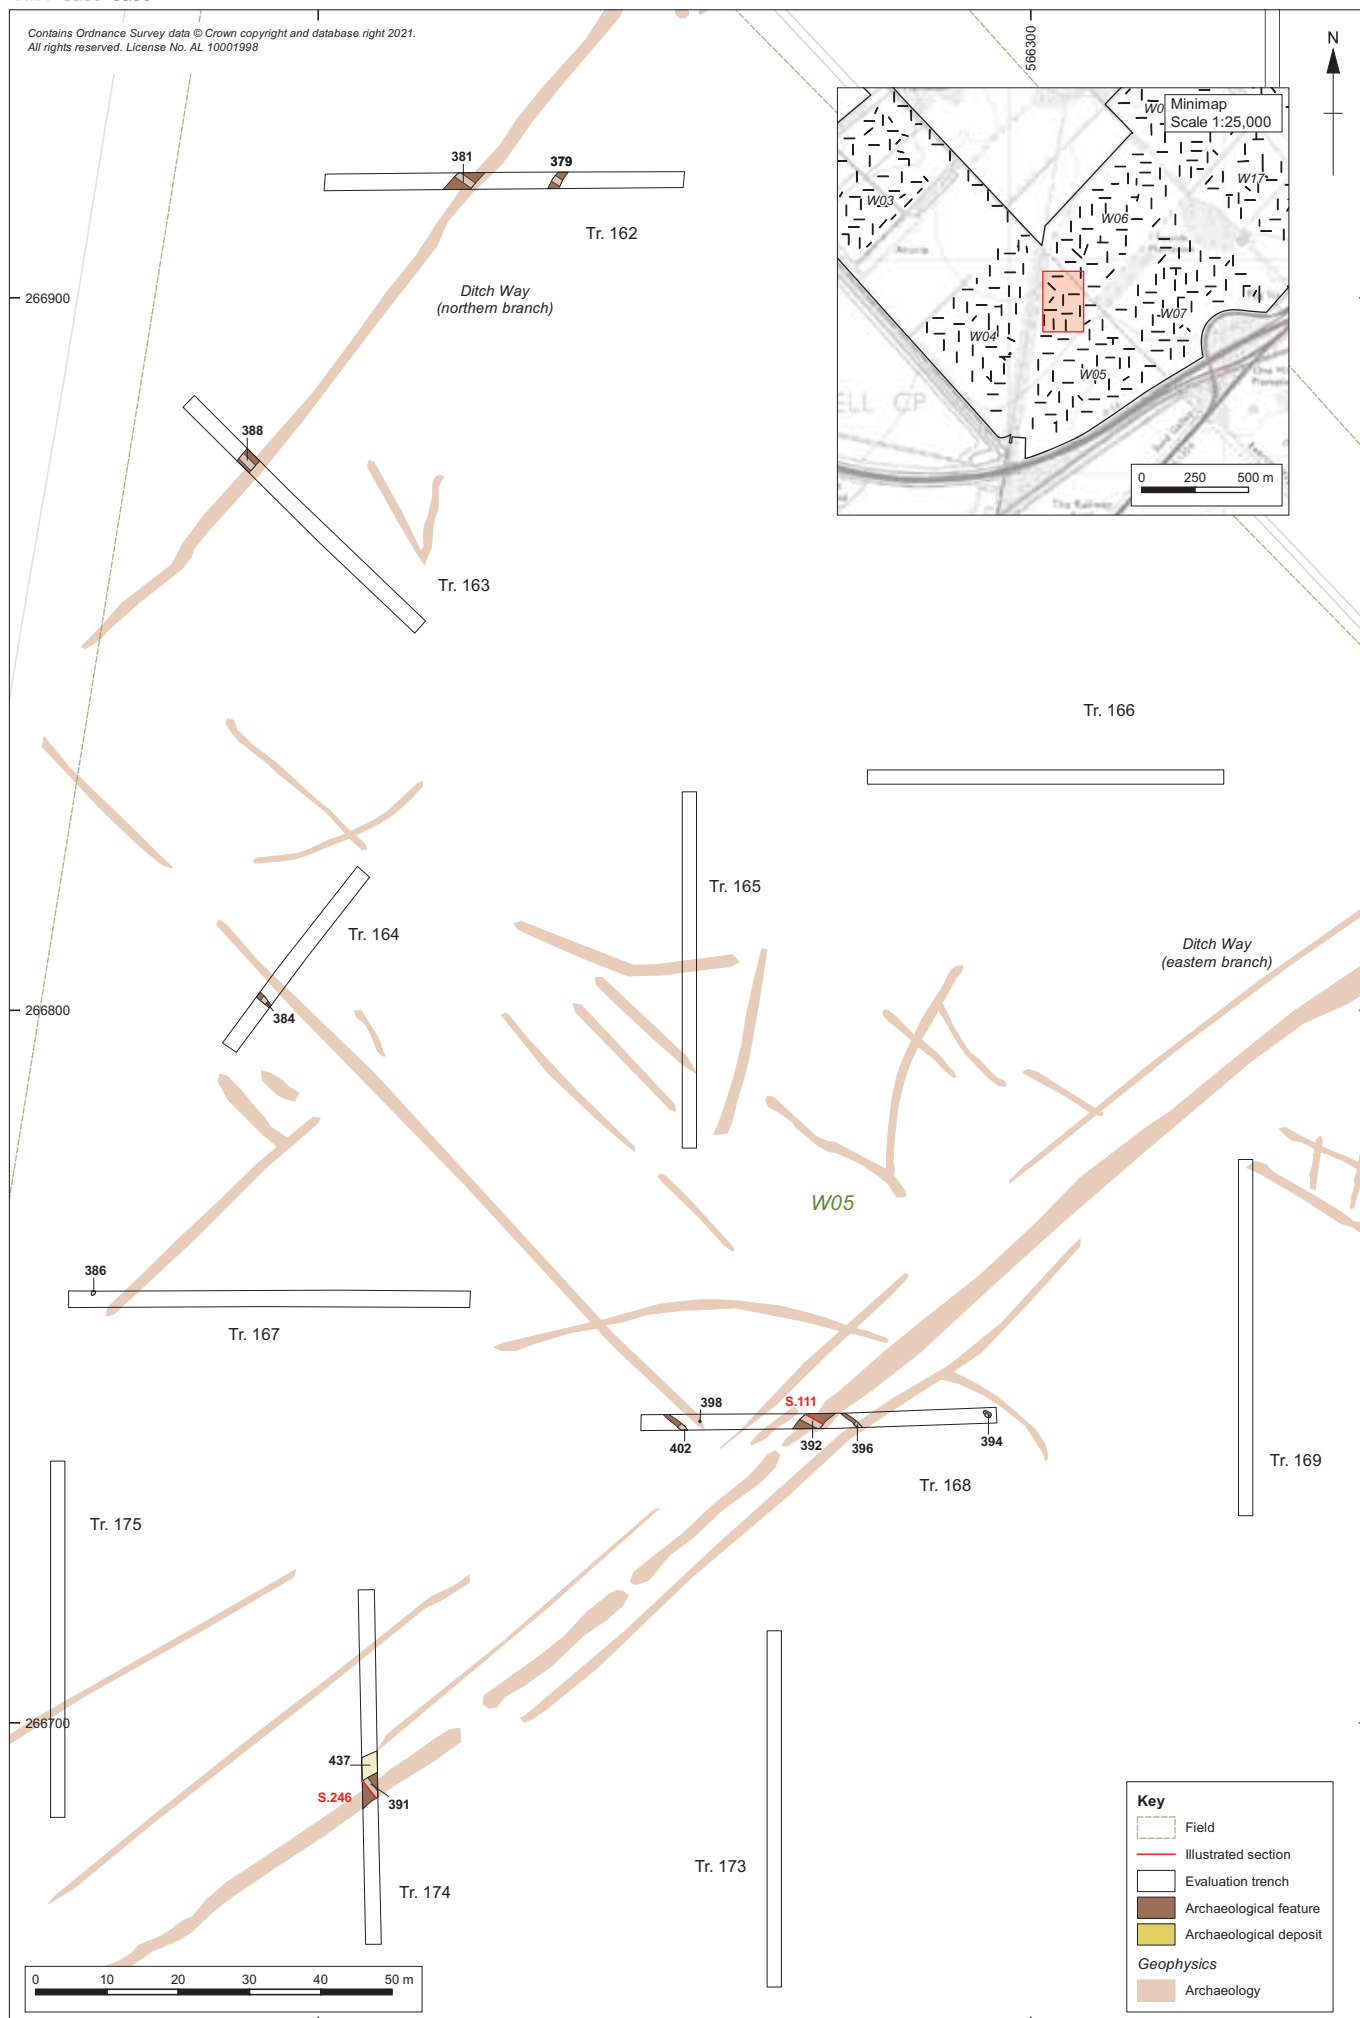 Contains Ordnance Survey data © Crown copyright and database right 2021.
All rights reserved. License No. AL 10001998
566300
N
Minimap
Scale 1:25,000
W0
W03
W17
W06
W04
W07
W05
ELL CP
The Railway
0 250 500 m
381
379
Tr. 162
266900
Ditch Way
(northern branch)
388
Tr. 163
Tr. 166
Tr. 165
Tr. 164
Ditch Way
(eastern branch)
266800
384
W05
386
Tr. 167
398
S.111
402
392
396
394
Tr. 168
Tr. 169
Tr. 175
266700
437
S.246
391
Tr. 173
Tr. 174
Key
Field
Illustrated section
Evaluation trench
Archaeological feature
Archaeological deposit
Geophysics
Archaeology
0 10 20 30 40 50 m